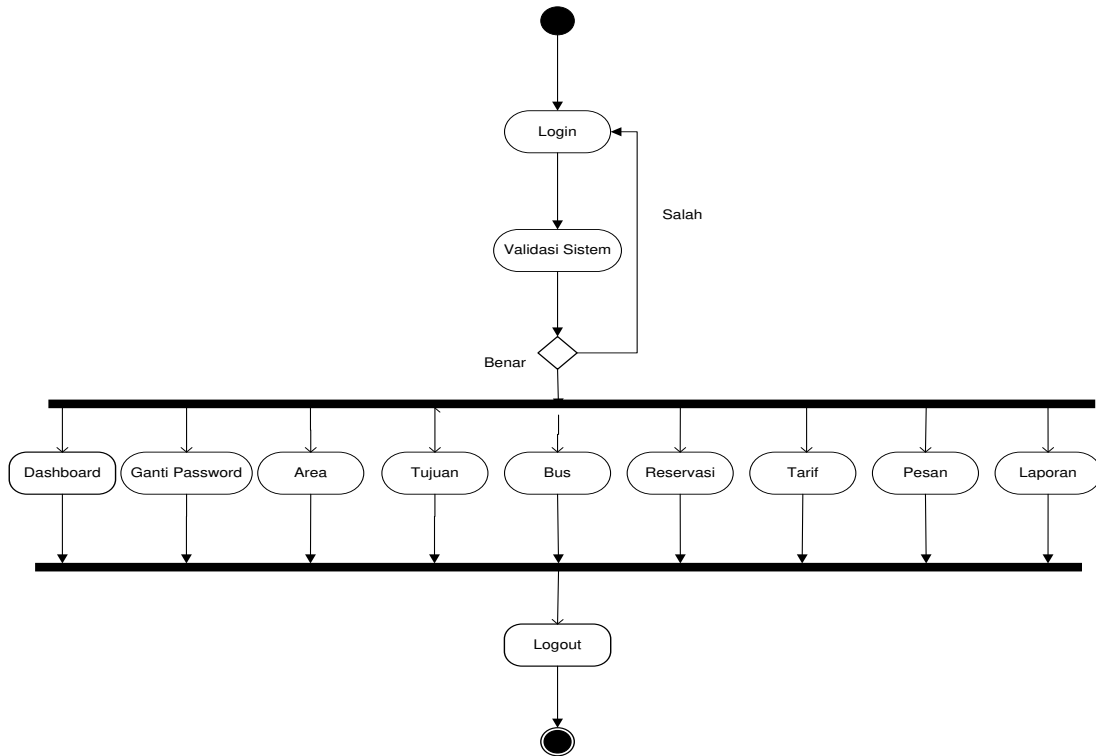 Login
Salah
Validasi Sistem
Benar
Dashboard
Ganti Password
Area
Tujuan
Bus
Reservasi
Tarif
Pesan
Laporan
Logout